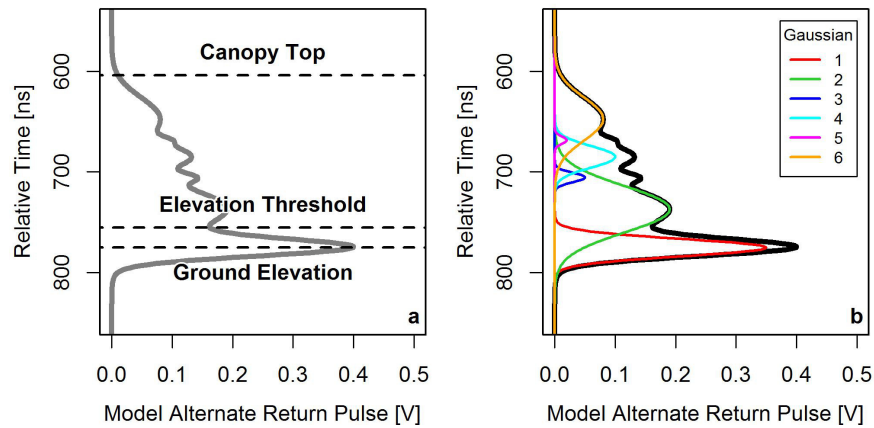 600
700
800
Relative Time [ns]
Canopy Top
Elevation Threshold
Ground Elevation
a
0.0 0.1 0.2 0.3 0.4 0.5
Model Alternate Return Pulse [V]
600
700
800
Relative Time [ns]
Gaussian
1
2
3
4
5
6
b
0.0 0.1 0.2 0.3 0.4 0.5
Model Alternate Return Pulse [V]